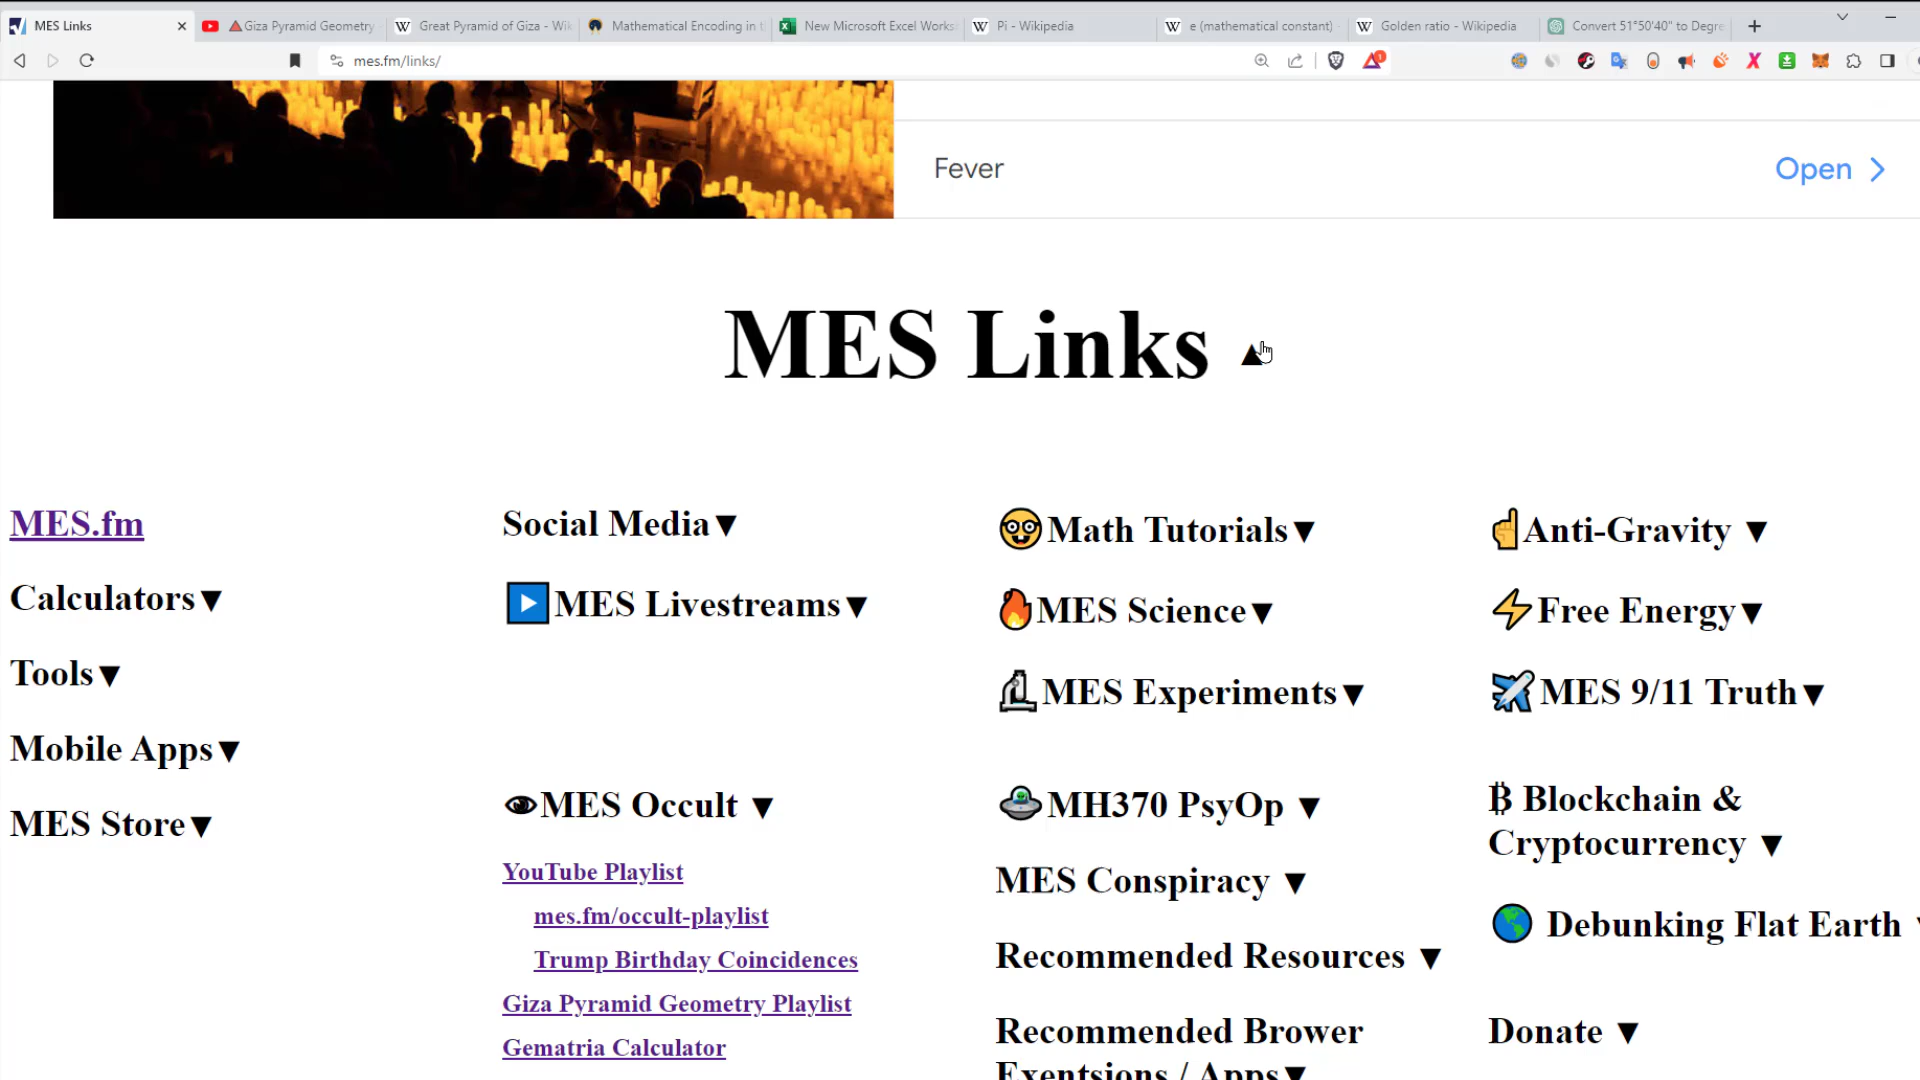 MES Links
Giza Pyramid Geometry
Great Pyramid of Giza - Wik
Mathematical Encoding in t
New Microsoft Excel Works
Pi - Wikipedia
e (mathematical constant)
Golden ratio - Wikipedia
Convert 51°50'40" to Degre
mes.fm/links/
Fever
Open
MES Links ▲
MES.fm
Calculators▼
Tools▼
Mobile Apps▼
MES Store▼
Social Media▼
MES Livestreams▼
MES Occult ▼
YouTube Playlist
mes.fm/occult-playlist
Trump Birthday Coincidences
Giza Pyramid Geometry Playlist
Gematria Calculator
Math Tutorials▼
MES Science▼
MES Experiments▼
MH370 PsyOp ▼
MES Conspiracy ▼
Recommended Resources ▼
Recommended Brower
Exentsions / Apps▼
Anti-Gravity ▼
Free Energy▼
MES 9/11 Truth▼
₿ Blockchain &
Cryptocurrency ▼
Debunking Flat Earth
Donate ▼